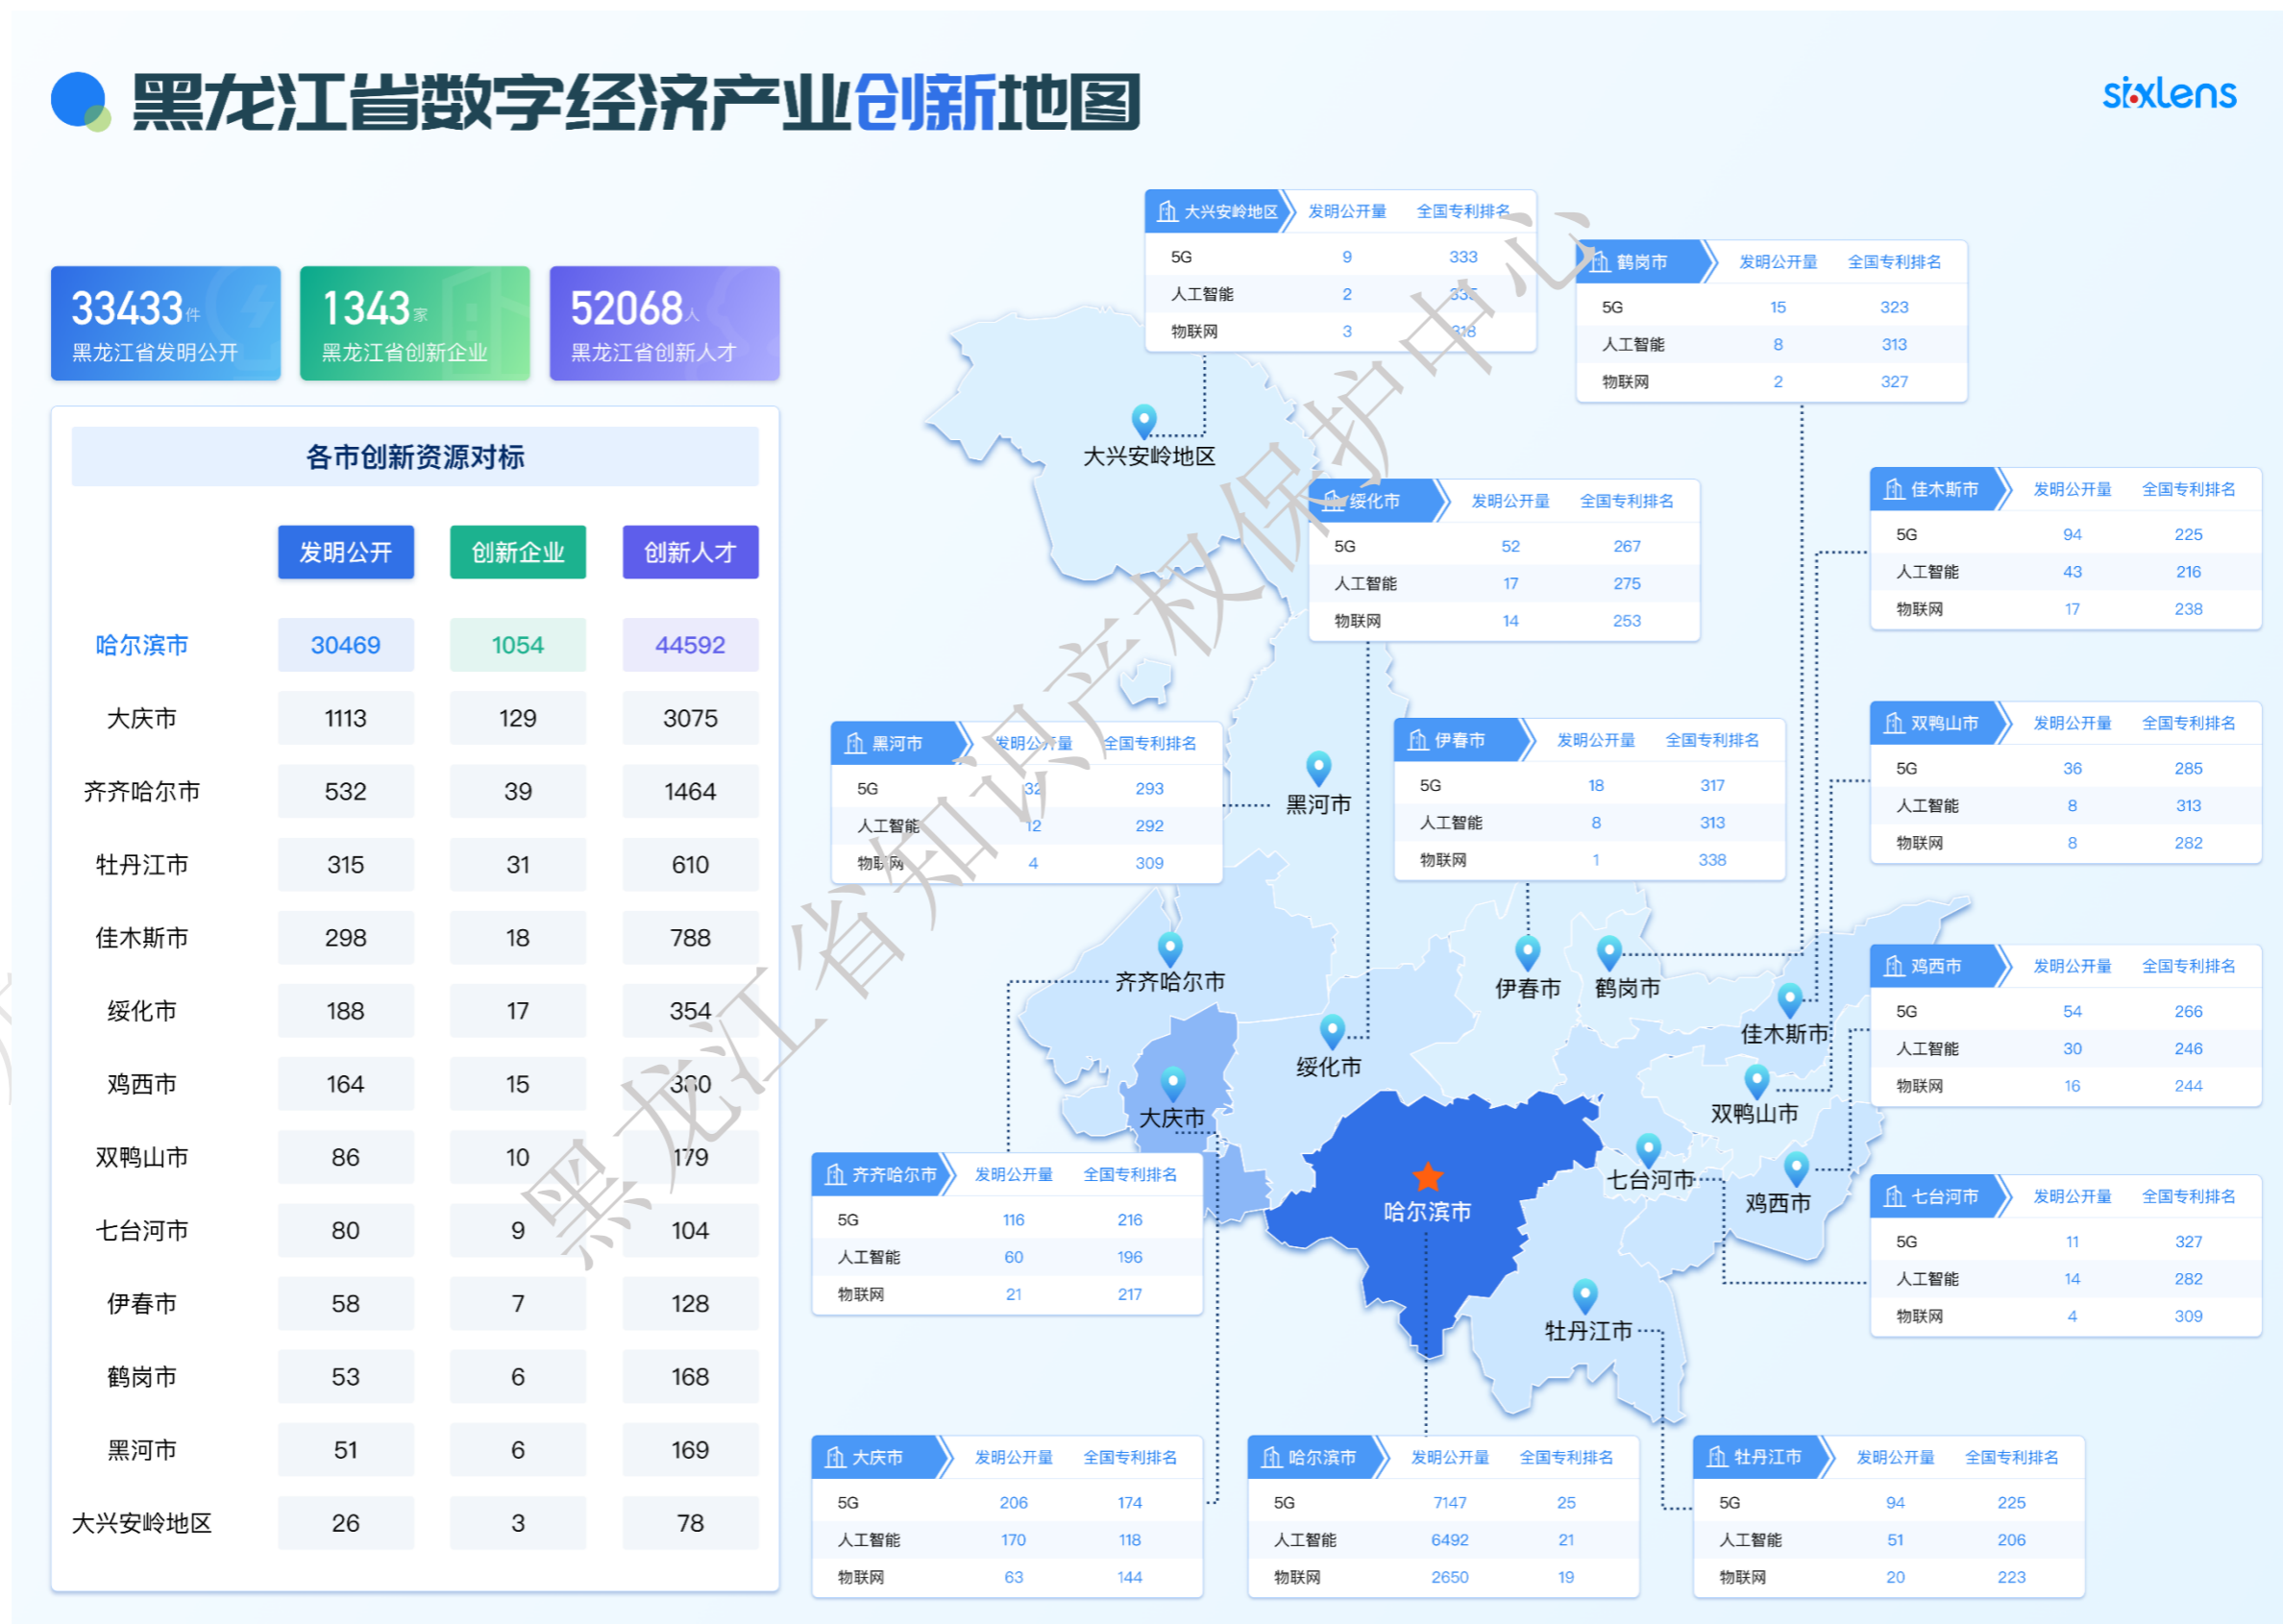 黑龙江省数字经济产业创新地图
sixlens
33433件
黑龙江省发明公开
1343家
黑龙江省创新企业
52068人
黑龙江省创新人才
各市创新资源对标
发明公开 创新企业 创新人才
哈尔滨市 30469 1054 44592
大庆市 1113 129 3075
齐齐哈尔市 532 39 1464
牡丹江市 315 31 610
佳木斯市 298 18 788
绥化市 188 17 354
鸡西市 164 15
双鸭山市 86 10 179
七台河市 80 9 104
伊春市 58 7 128
鹤岗市 53 6 168
黑河市 51 6 169
大兴安岭地区 26 3 78
大兴安岭地区 发明公开量 全国专利排名
5G 9 333
人工智能 2 335
物联网 3 318
鹤岗市 发明公开量 全国专利排名
5G 15 323
人工智能 8 313
物联网 2 327
绥化市 发明公开量 全国专利排名
5G 52 267
人工智能 17 275
物联网 14 253
佳木斯市 发明公开量 全国专利排名
5G 94 225
人工智能 43 216
物联网 17 238
黑河市 发明公开量 全国专利排名
5G 32 293
人工智能 12 292
物联网 4 309
伊春市 发明公开量 全国专利排名
5G 18 317
人工智能 8 313
物联网 1 338
双鸭山市 发明公开量 全国专利排名
5G 36 285
人工智能 8 313
物联网 8 282
鸡西市 发明公开量 全国专利排名
5G 54 266
人工智能 30 246
物联网 16 244
齐齐哈尔市 发明公开量 全国专利排名
5G 116 216
人工智能 60 196
物联网 21 217
七台河市 发明公开量 全国专利排名
5G 11 327
人工智能 14 282
物联网 4 309
大庆市 发明公开量 全国专利排名
5G 206 174
人工智能 170 118
物联网 63 144
哈尔滨市 发明公开量 全国专利排名
5G 7147 25
人工智能 6492 21
物联网 2650 19
牡丹江市 发明公开量 全国专利排名
5G 94 225
人工智能 51 206
物联网 20 223
大兴安岭地区
黑河市
齐齐哈尔市
伊春市
鹤岗市
佳木斯市
绥化市
大庆市
双鸭山市
七台河市
鸡西市
哈尔滨市
牡丹江市
黑龙江省知识产权保护中心